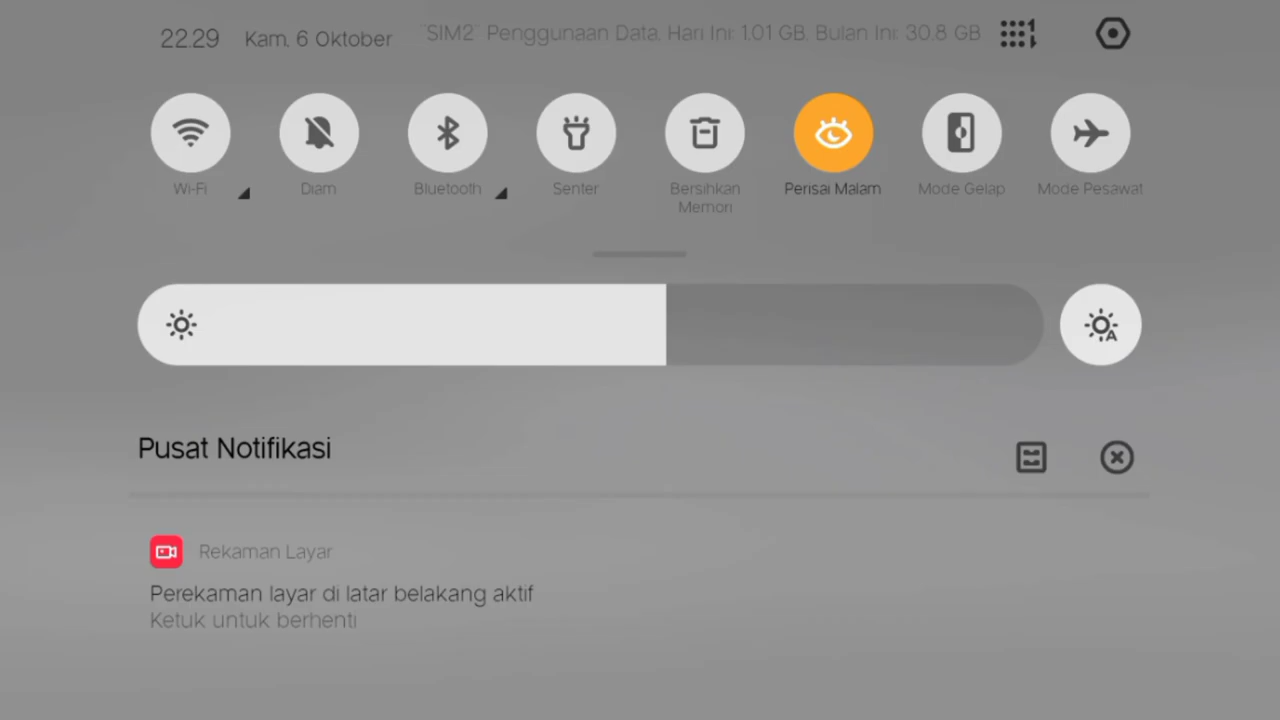 22.29 Kam, 6 Oktober "SIM2" Penggunaan Data, Hari Ini: 1.01 GB, Bulan Ini: 30.8 GB
Wi-Fi Diam Bluetooth Senter Bersihkan Memori Perisai Malam Mode Gelap Mode Pesawat
A
Pusat Notifikasi
Rekaman Layar
Perekaman layar di latar belakang aktif
Ketuk untuk berhenti